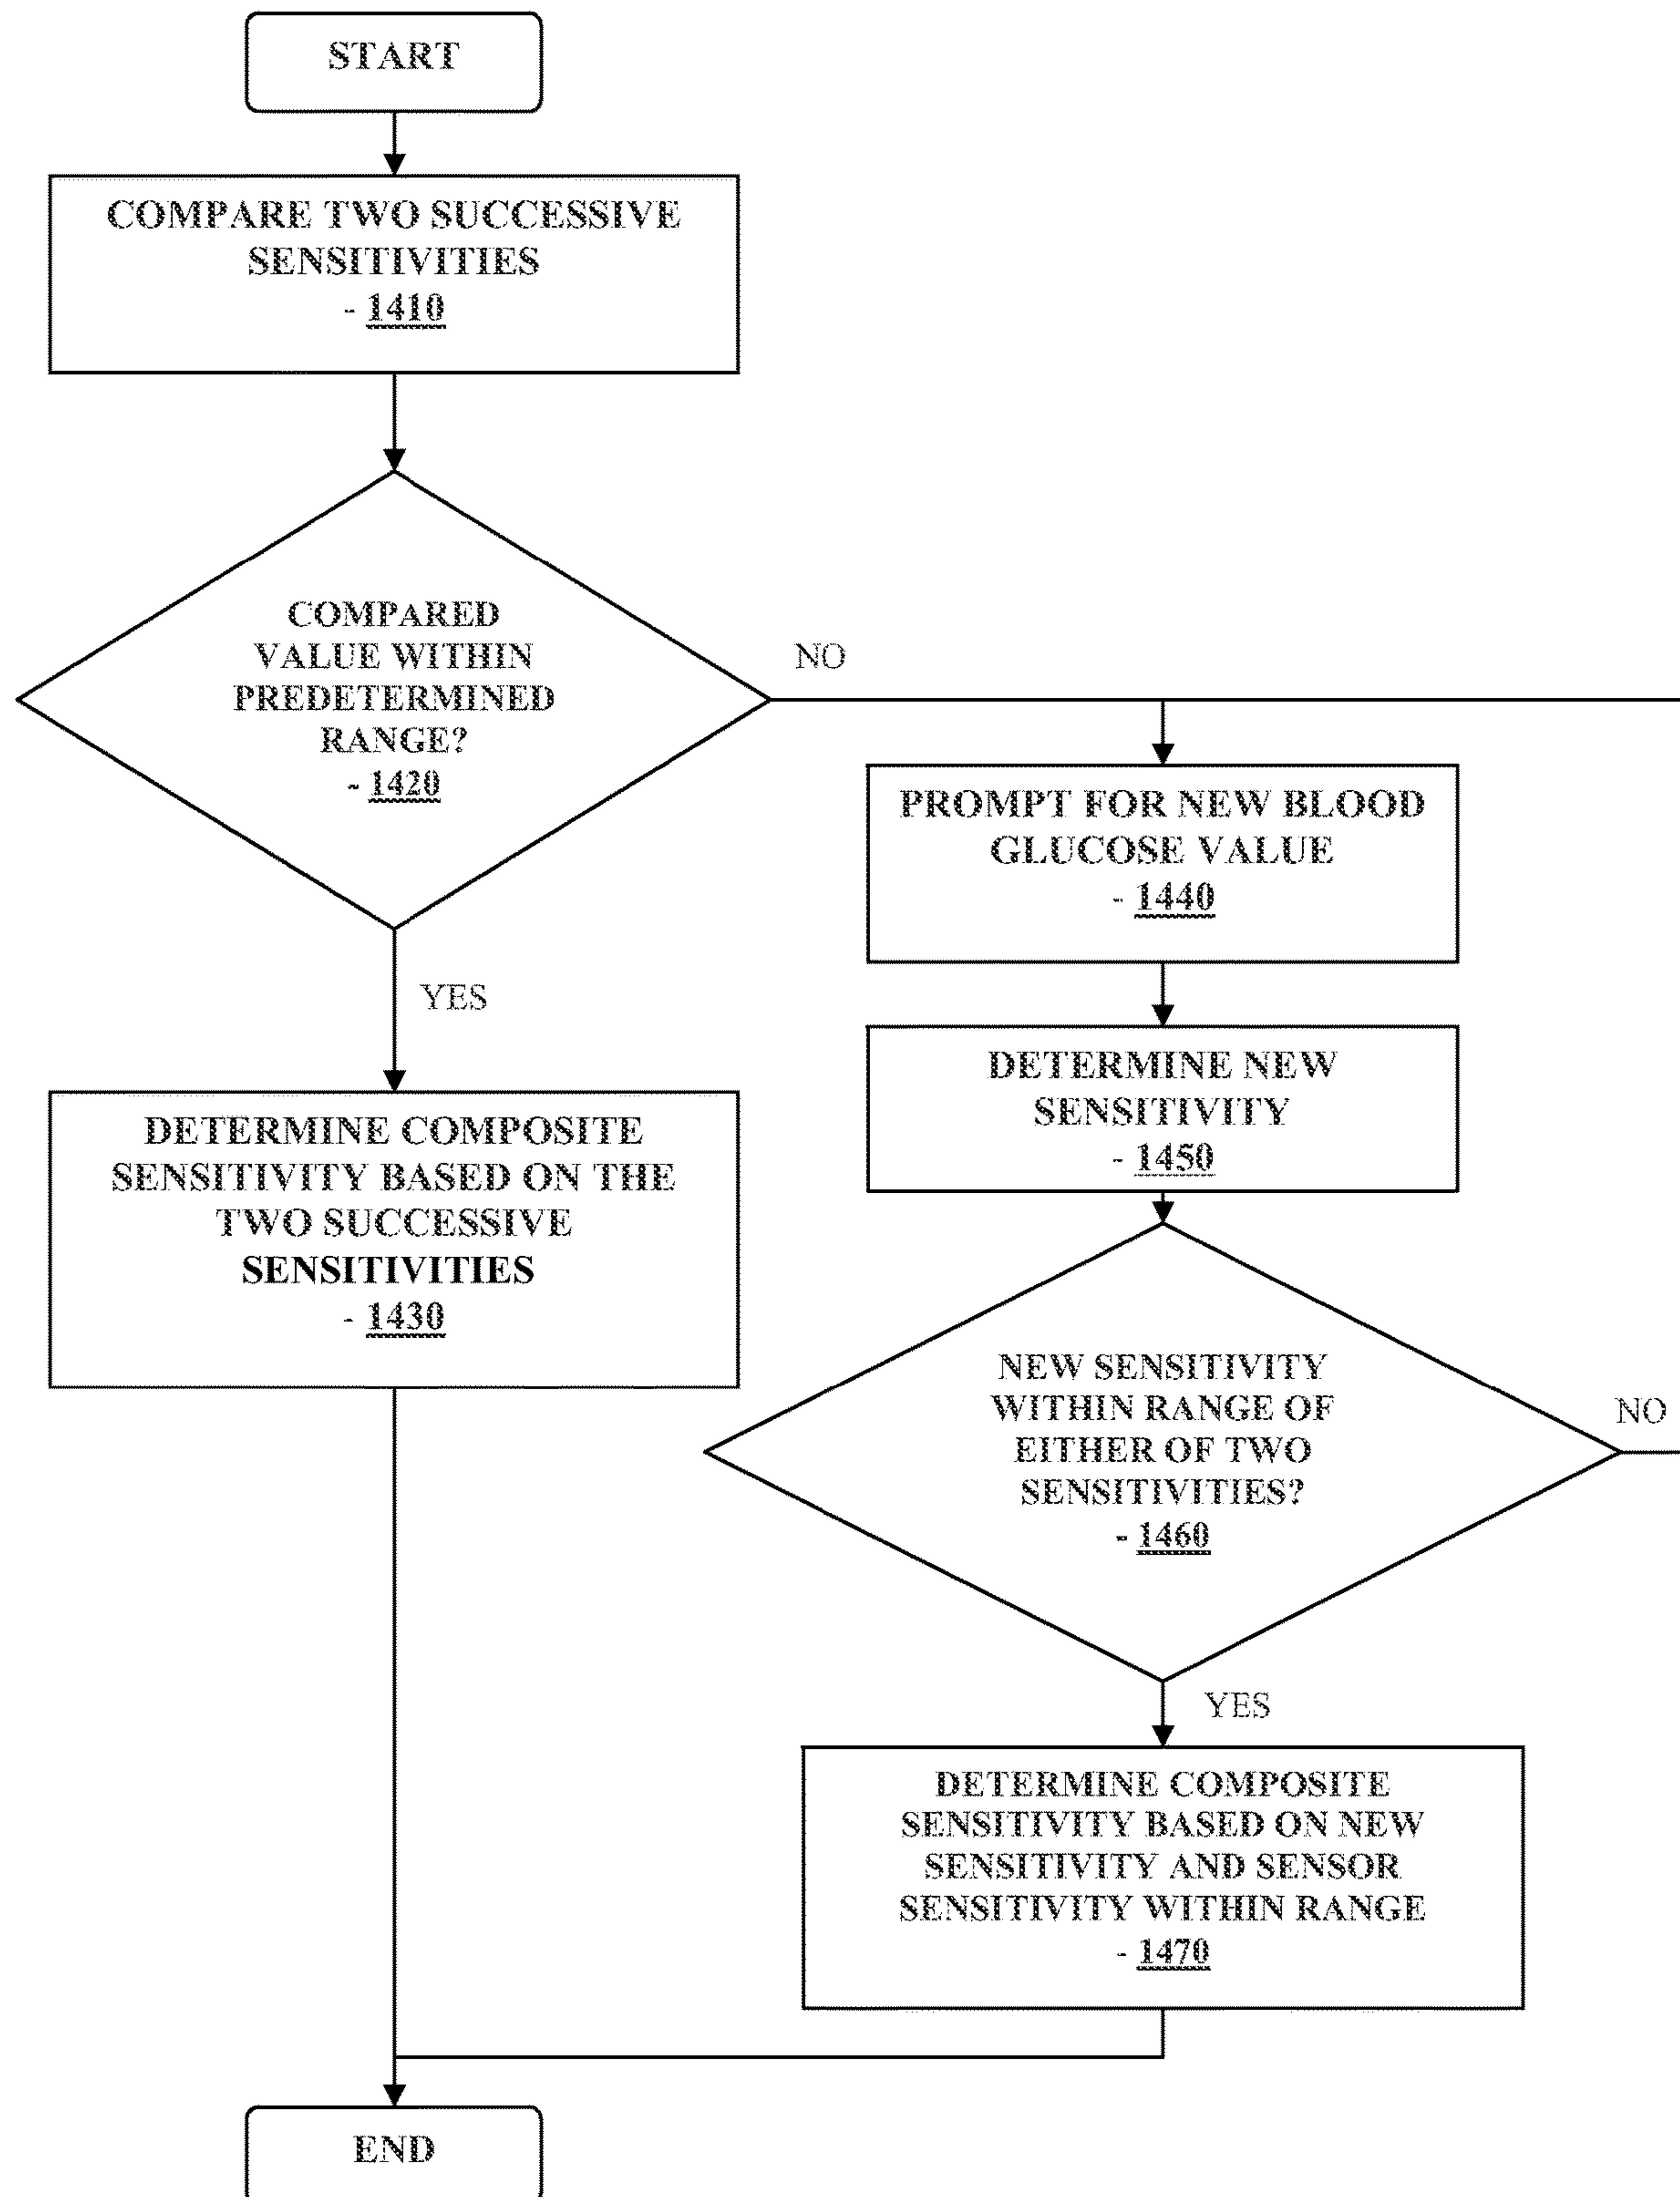 START
COMPARE TWO SUCCESSIVE
SENSITIVITIES
- 1410
COMPARED
VALUE WITHIN
PREDETERMINED
RANGE?
- 1420
NO
YES
DETERMINE COMPOSITE
SENSITIVITY BASED ON THE
TWO SUCCESSIVE
SENSITIVITIES
- 1430
PROMPT FOR NEW BLOOD
GLUCOSE VALUE
- 1440
DETERMINE NEW
SENSITIVITY
- 1450
NEW SENSITIVITY
WITHIN RANGE OF
EITHER OF TWO
SENSITIVITIES?
- 1460
NO
YES
DETERMINE COMPOSITE
SENSITIVITY BASED ON NEW
SENSITIVITY AND SENSOR
SENSITIVITY WITHIN RANGE
- 1470
END